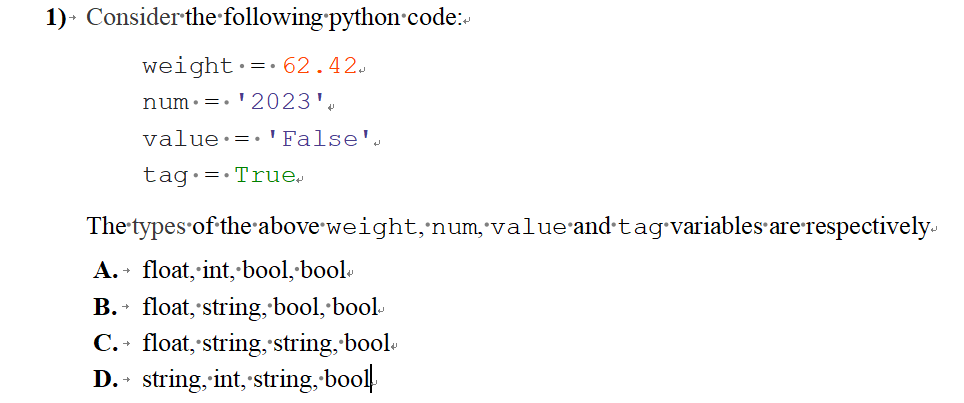 1) Consider the following python code:
weight = 62.42
num = '2023'
value = 'False'
tag = True
The types of the above weight, num, value and tag variables are respectively
A. float, int, bool, bool
B. float, string, bool, bool
C. float, string, string, bool
D. string, int, string, bool